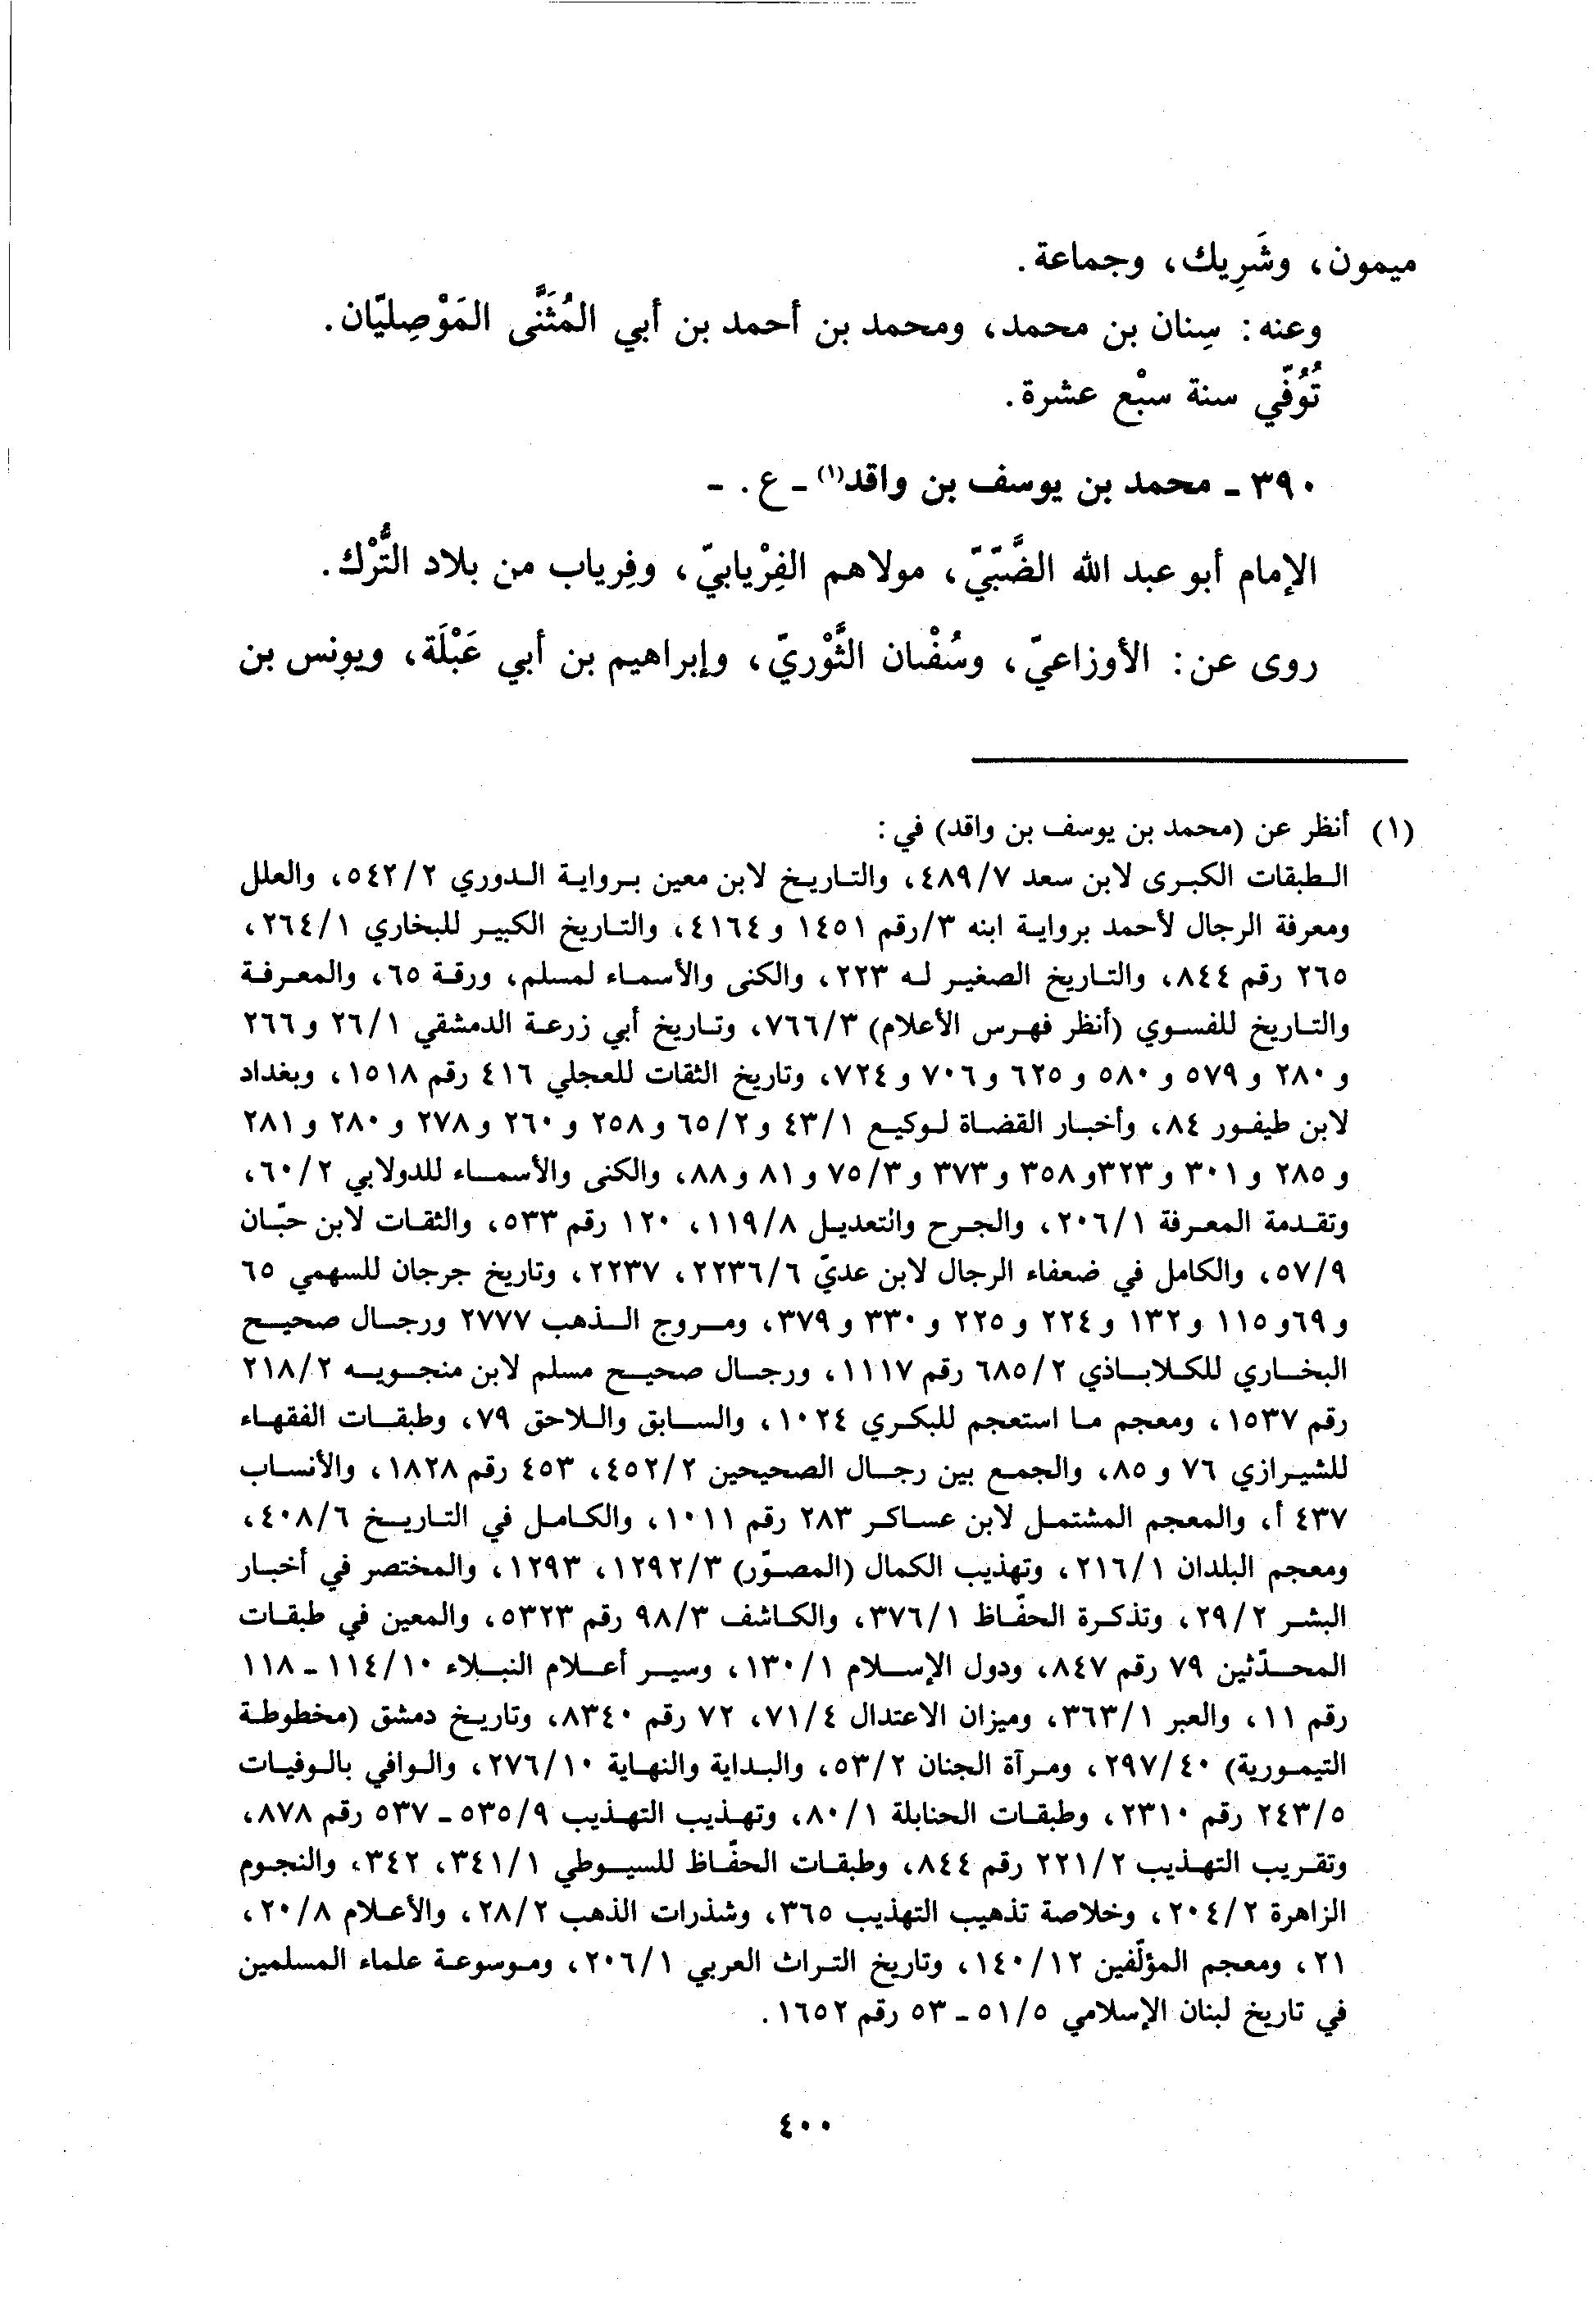 ميمون، وشَرِيك، وجماعة.
وعنه: سِنان بن محمد، ومحمد بن أحمد بن أبي المُثَنَّى المَوْصِليّان.
تُوُفّي سنة سبْع عشرة.
٣٩٠ ـ محمد بن يوسف بن واقد(١) ـ ع. ـ
الإمام أبو عبد الله الضَّبّيّ، مولاهم الفِرْيابيّ، وفِرياب من بلاد التُّرْك.
روى عن: الأوزاعيّ، وسُفْيان الثَّوْريّ، وإبراهيم بن أبي عَبْلَة، ويونس بن
(١) أنظر عن (محمد بن يوسف بن واقد) في:
الطبقات الكبرى لابن سعد ٤٨٩/٧، والتاريخ لابن معين برواية الدوري ٥٤٢/٢، والعلل
ومعرفة الرجال لأحمد برواية ابنه ٣/رقم ١٤٥١ و ٤١٦٤، والتاريخ الكبير للبخاري ٢٦٤/١،
٢٦٥ رقم ٨٤٤، والتاريخ الصغير له ٢٢٣، والكنى والأسماء لمسلم، ورقة ٦٥، والمعرفة
والتاريخ للفسوي (أنظر فهرس الأعلام) ٧٦٦/٣، وتاريخ أبي زرعة الدمشقي ٢٦/١ و ٢٦٦
و ٢٨٠ و ٥٧٩ و ٥٨٠ و ٦٢٥ و ٧٠٦ و ٧٢٤، وتاريخ الثقات للعجلي ٤١٦ رقم ١٥١٨، وبغداد
لابن طيفور ٨٤، وأخبار القضاة لوكيع ٤٣/١ و ٦٥/٢ و ٢٥٨ و ٢٦٠ و ٢٧٨ و ٢٨٠ و ٢٨١
و ٢٨٥ و ٣٠١ و ٣٢٣ و ٣٥٨ و ٣٧٣ و ٧٥/٣ و ٨١ و ٨٨، والكنى والأسماء للدولابي ٦٠/٢،
وتقدمة المعرفة ٢٠٦/١، والجرح والتعديل ١١٩/٨، ١٢٠ رقم ٥٣٣، والثقات لابن حبّان
٥٧/٩، والكامل في ضعفاء الرجال لابن عديّ ٢٢٣٦/٦، ٢٢٣٧، وتاريخ جرجان للسهمي ٦٥
و ٦٩ و ١١٥ و ١٣٢ و ٢٢٤ و ٢٢٥ و ٣٣٠ و ٣٧٩، ومروج الذهب ٢٧٧٧ ورجال صحيح
البخاري للكلاباذي ٦٨٥/٢ رقم ١١١٧، ورجال صحيح مسلم لابن منجويه ٢١٨/٢
رقم ١٥٣٧، ومعجم ما استعجم للبكري ١٠٢٤، والسابق واللاحق ٧٩، وطبقات الفقهاء
للشيرازي ٧٦ و ٨٥، والجمع بين رجال الصحيحين ٤٥٢/٢، ٤٥٣ رقم ١٨٢٨، والأنساب
٤٣٧ أ، والمعجم المشتمل لابن عساكر ٢٨٣ رقم ١٠١١، والكامل في التاريخ ٤٠٨/٦،
ومعجم البلدان ٢١٦/١، وتهذيب الكمال (المصوّر) ١٢٩٢/٣، ١٢٩٣، والمختصر في أخبار
البشر ٢٩/٢، وتذكرة الحفّاظ ٣٧٦/١، والكاشف ٩٨/٣ رقم ٥٣٢٣، والمعين في طبقات
المحدّثين ٧٩ رقم ٨٤٧، ودول الإسلام ١٣٠/١، وسير أعلام النبلاء ١١٤/١٠ ـ ١١٨
رقم ١١، والعبر ٣٦٣/١، وميزان الاعتدال ٧١/٤، ٧٢ رقم ٨٣٤٠، وتاريخ دمشق (مخطوطة
التيمورية) ٢٩٧/٤٠، ومرآة الجنان ٥٣/٢، والبداية والنهاية ٢٧٦/١٠، والوافي بالوفيات
٢٤٣/٥ رقم ٢٣١٠، وطبقات الحنابلة ٨٠/١، وتهذيب التهذيب ٥٣٥/٩ ـ ٥٣٧ رقم ٨٧٨،
وتقريب التهذيب ٢٢١/٢ رقم ٨٤٤، وطبقات الحفّاظ للسيوطي ٣٤١/١، ٣٤٢، والنجوم
الزاهرة ٢٠٤/٢، وخلاصة تذهيب التهذيب ٣٦٥، وشذرات الذهب ٢٨/٢، والأعلام ٢٠/٨،
٢١، ومعجم المؤلّفين ١٤٠/١٢، وتاريخ التراث العربي ٢٠٦/١، وموسوعة علماء المسلمين
في تاريخ لبنان الإسلامي ٥١/٥ ـ ٥٣ رقم ١٦٥٢.
٤٠٠